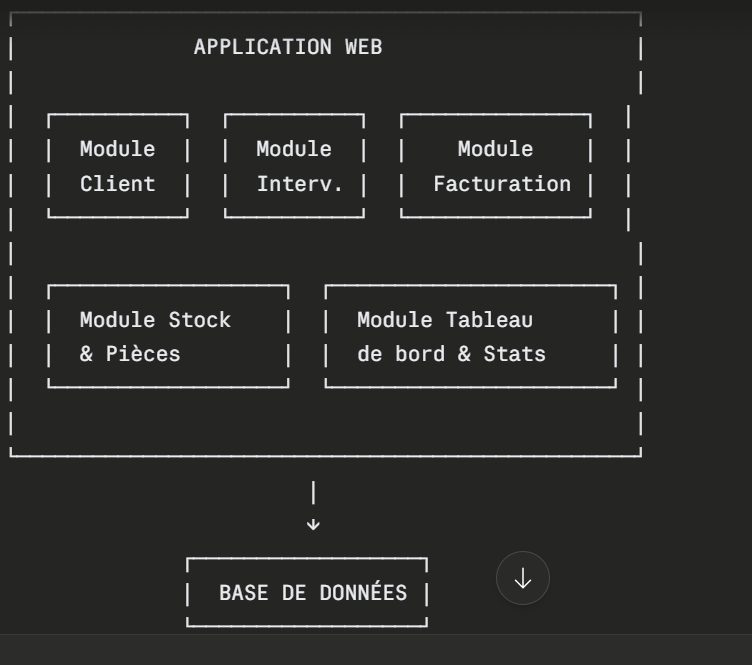 APPLICATION WEB
Module Module Module
Client Interv. Facturation
Module Stock Module Tableau
& Pièces de bord & Stats
BASE DE DONNÉES